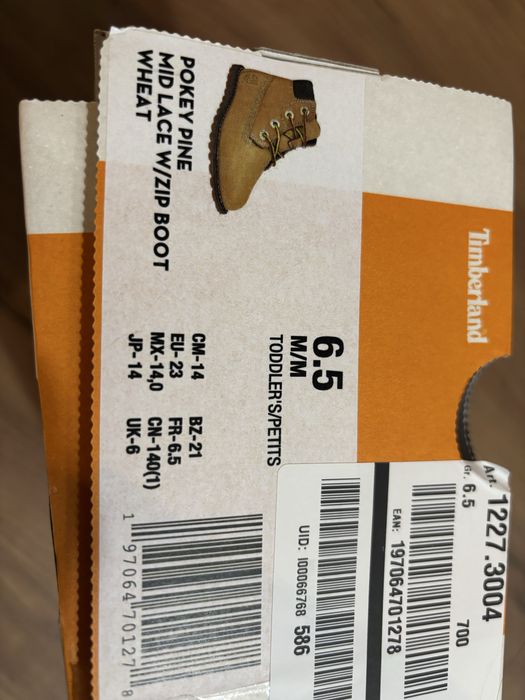 Timberland
POKEY PINE
MID LACE W/ZIP BOOT
WHEAT
6.5
M/M
TODDLER'S/PETITS
CM-14 BZ-21
EU-23 FR-6.5
MX-14,0 CN-140(1)
JP-14 UK-6
1 97064 70127 8
Art. 1227.3004
Gr. 6.5 700
EAN: 197064701278
UID: I00066768 586